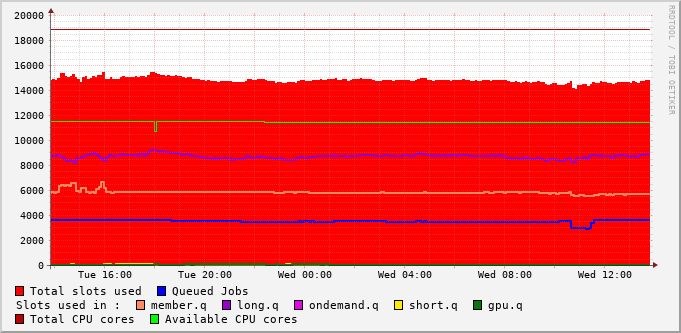 20000
18000
16000
14000
12000
10000
8000
6000
4000
2000
0
Tue 16:00 Tue 20:00 Wed 00:00 Wed 04:00 Wed 08:00 Wed 12:00
Total slots used Queued Jobs
Slots used in : member.q long.q ondemand.q short.q gpu.q
Total CPU cores Available CPU cores
RRDTOOL / TOBI OETIKER